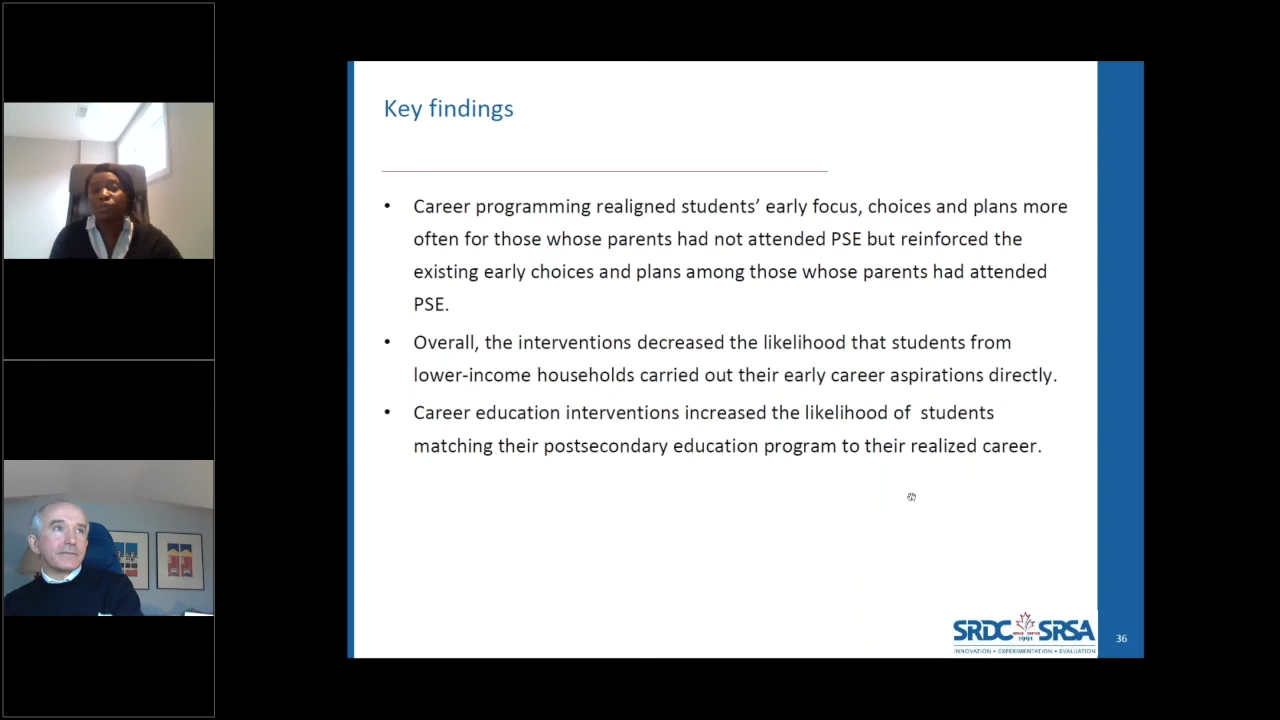 Key findings
• Career programming realigned students’ early focus, choices and plans more
often for those whose parents had not attended PSE but reinforced the
existing early choices and plans among those whose parents had attended
PSE.
• Overall, the interventions decreased the likelihood that students from
lower-income households carried out their early career aspirations directly.
• Career education interventions increased the likelihood of students
matching their postsecondary education program to their realized career.
SRDC SRSA
1991
INNOVATION • EXPERIMENTATION • EVALUATION
36